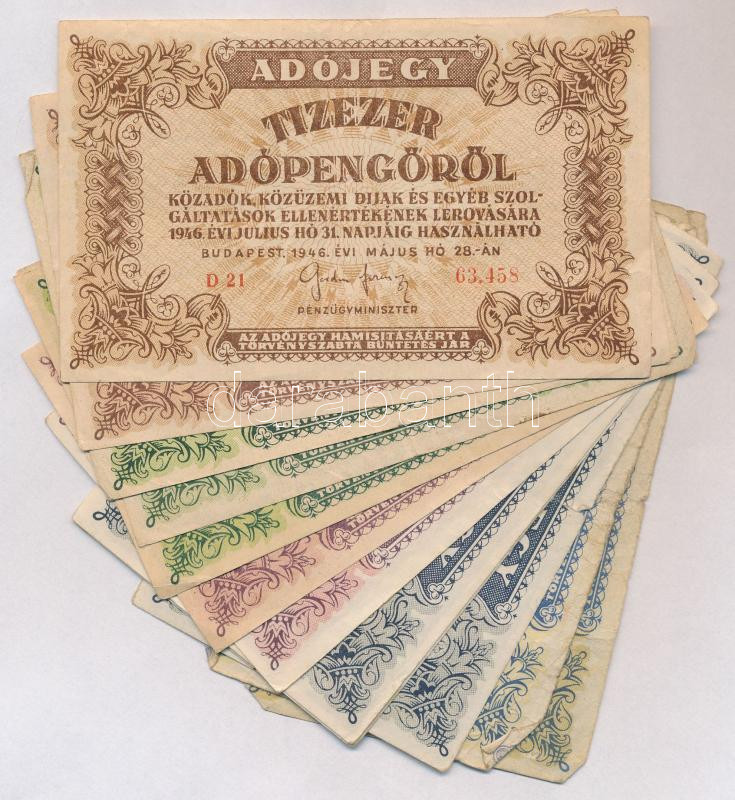 ADÓJEGY
TIZEZER
ADÓPENGŐRŐL
KÖZADÓK, KÖZÜZEMI DIJAK ÉS EGYÉB SZOL-
GÁLTATÁSOK ELLENÉRTÉKÉNEK LEROVÁSÁRA
1946. ÉVI JULIUS HÓ 31. NAPJÁIG HASZNÁLHATÓ
BUDAPEST, 1946. ÉVI MÁJUS HÓ 28.-ÁN
D 21 63,458
PÉNZÜGYMINISZTER
AZ ADÓJEGY HAMISITÁSÁÉRT A
TÖRVÉNYSZABTA BÜNTETÉS JÁR
darabanth